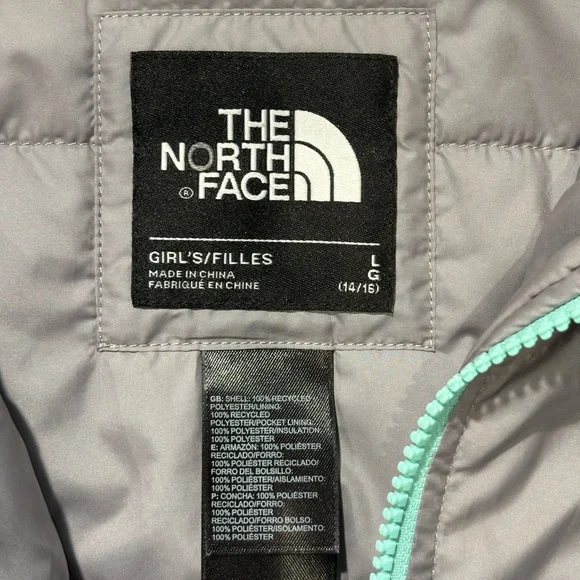 THE
NORTH
® FACE
GIRL'S/FILLES L
MADE IN CHINA G
FABRIQUÉ EN CHINE (14/16)
GB: SHELL: 100% RECYCLED
POLYESTER/LINING:
100% RECYCLED
POLYESTER/POCKET LINING:
100% POLYESTER/INSULATION:
100% POLYESTER
E: ARMAZÓN: 100% POLIÉSTER
RECICLADO/FORRO:
100% POLIÉSTER RECICLADO/
FORRO DEL BOLSILLO:
100% POLIÉSTER/AISLAMIENTO:
100% POLIÉSTER
P: CONCHA: 100% POLIÉSTER
RECICLADO/FORRO:
100% POLIÉSTER
RECICLADO/FORRO BOLSO:
100% POLIÉSTER/ISOLAMENTO:
100% POLIÉSTER